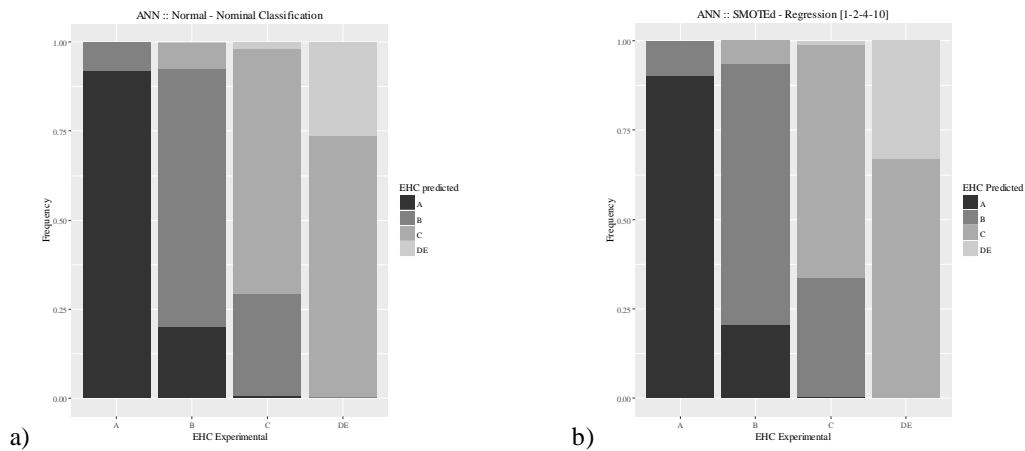 ANN :: Normal - Nominal Classification
1.00
0.75
0.50
0.25
0.00
Frequency
A
B
C
DE
EHC Experimental
EHC predicted
A
B
C
DE
a)
ANN :: SMOTEd - Regression [1-2-4-10]
1.00
0.75
0.50
0.25
0.00
Frequency
A
B
C
DE
EHC Experimental
EHC Predicted
A
B
C
DE
b)